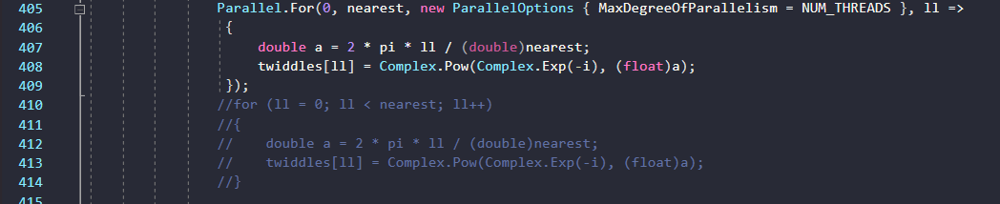 405 Parallel.For(0, nearest, new ParallelOptions { MaxDegreeOfParallelism = NUM_THREADS }, ll =>
406 {
407 double a = 2 * pi * ll / (double)nearest;
408 twiddles[ll] = Complex.Pow(Complex.Exp(-i), (float)a);
409 });
410 //for (ll = 0; ll < nearest; ll++)
411 //{
412 //    double a = 2 * pi * ll / (double)nearest;
413 //    twiddles[ll] = Complex.Pow(Complex.Exp(-i), (float)a);
414 //}
415